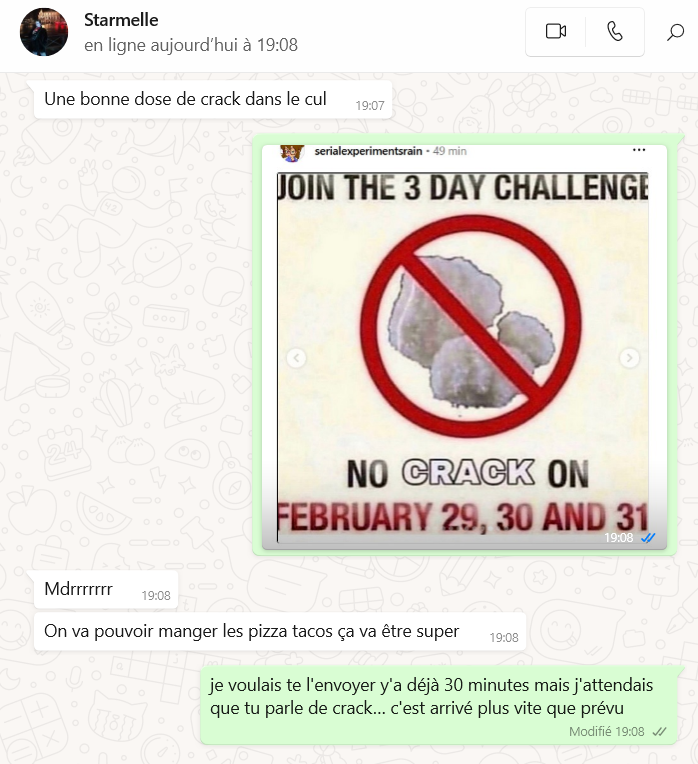 Starmelle
en ligne aujourd'hui à 19:08
Une bonne dose de crack dans le cul
19:07
serialexperimentsrain • 49 min
JOIN THE 3 DAY CHALLENGE
NO CRACK ON
FEBRUARY 29, 30 AND 31
19:08
Mdrrrrrrr
19:08
On va pouvoir manger les pizza tacos ça va être super
19:08
je voulais te l'envoyer y'a déjà 30 minutes mais j'attendais
que tu parle de crack... c'est arrivé plus vite que prévu
Modifié 19:08